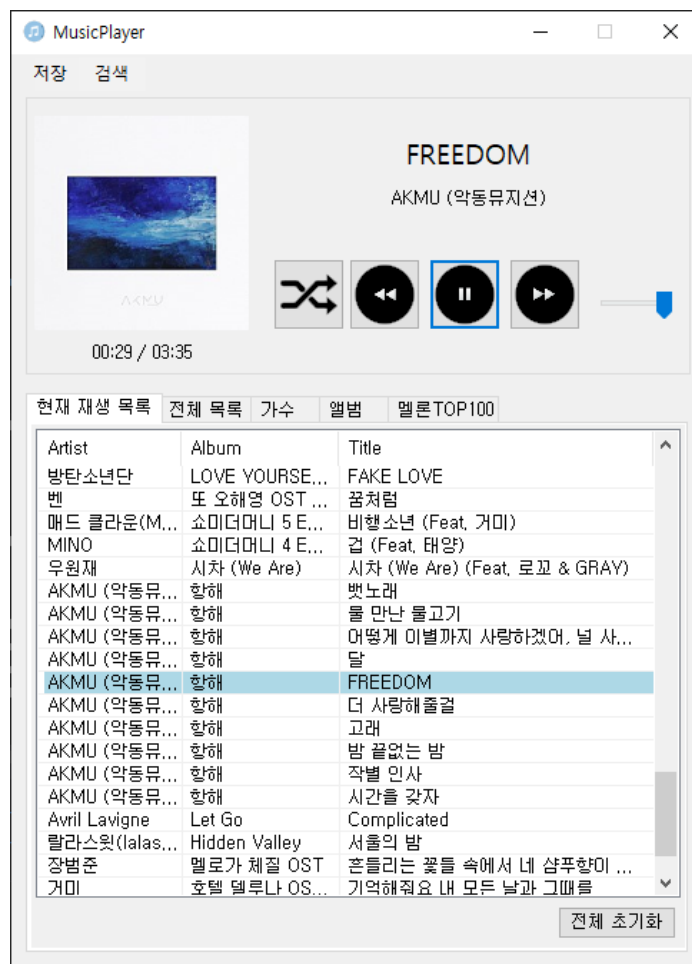 MusicPlayer
저장 검색
FREEDOM
AKMU (악동뮤지션)
AKMU
00:29 / 03:35
현재 재생 목록 전체 목록 가수 앨범 멜론TOP100
Artist Album Title
방탄소년단 LOVE YOURSE... FAKE LOVE
벤 또 오해영 OST ... 꿈처럼
매드 클라운(M... 쇼미더머니 5 E... 비행소년 (Feat. 거미)
MINO 쇼미더머니 4 E... 겁 (Feat. 태양)
우원재 시차 (We Are) 시차 (We Are) (Feat. 로꼬 & GRAY)
AKMU (악동뮤... 항해 뱃노래
AKMU (악동뮤... 항해 물 만난 물고기
AKMU (악동뮤... 항해 어떻게 이별까지 사랑하겠어, 널 사...
AKMU (악동뮤... 항해 달
AKMU (악동뮤... 항해 FREEDOM
AKMU (악동뮤... 항해 더 사랑해줄걸
AKMU (악동뮤... 항해 고래
AKMU (악동뮤... 항해 밤 끝없는 밤
AKMU (악동뮤... 항해 작별 인사
AKMU (악동뮤... 항해 시간을 갖자
Avril Lavigne Let Go Complicated
랄라스윗(lalas... Hidden Valley 서울의 밤
장범준 멜로가 체질 OST 흔들리는 꽃들 속에서 네 샴푸향이 ...
거미 호텔 델루나 OS... 기억해줘요 내 모든 날과 그때를
전체 초기화